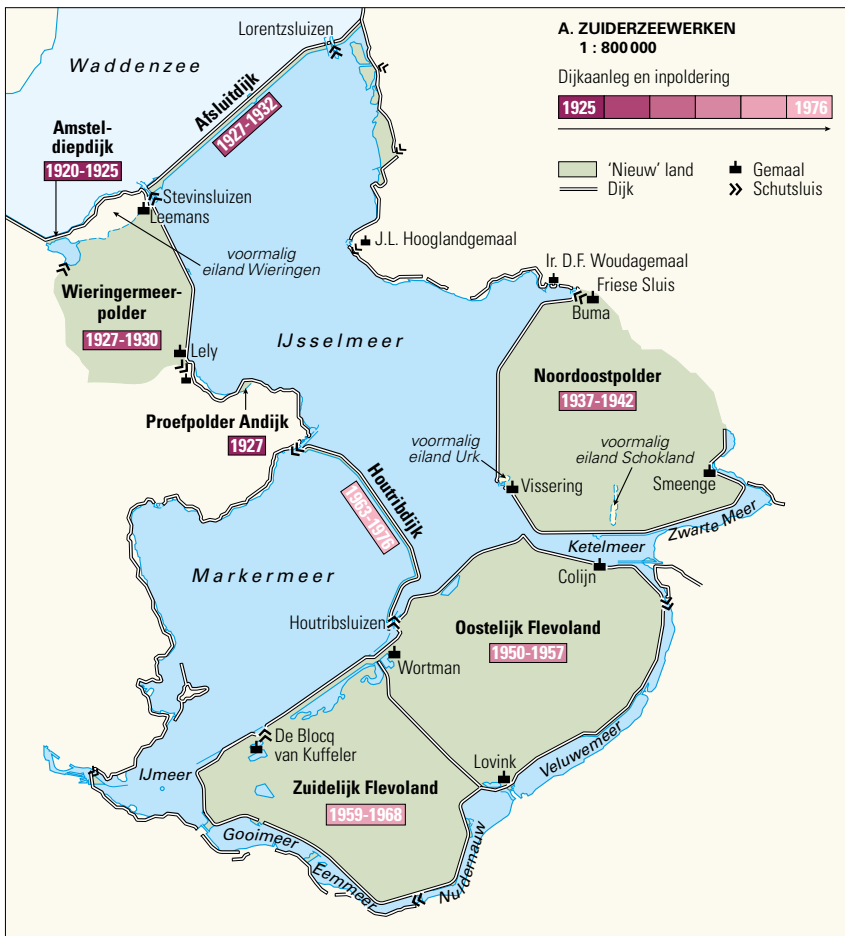 A. ZUIDERZEEWERKEN
1 : 800 000
Dijkaanleg en inpoldering
1925
1976
'Nieuw' land
Dijk
Gemaal
Schutsluis
Lorentzsluizen
Waddenzee
Afsluitdijk
1927-1932
Amstel-
diepdijk
1920-1925
Stevinsluizen
Leemans
voormalig
eiland Wieringen
J.L. Hooglandgemaal
Ir. D.F. Woudagemaal
Friese Sluis
Buma
Wieringermeer-
polder
1927-1930
Lely
IJsselmeer
Noordoostpolder
1937-1942
Proefpolder Andijk
1927
voormalig
eiland Urk
voormalig
eiland Schokland
Vissering
Smeenge
Houtribdijk
1963-1976
Zwarte Meer
Ketelmeer
Colijn
Markermeer
Houtribsluizen
Oostelijk Flevoland
1950-1957
Wortman
De Blocq
van Kuffeler
IJmeer
Lovink
Veluwemeer
Zuidelijk Flevoland
1959-1968
Gooimeer
Eemmeer
Nuldernauw